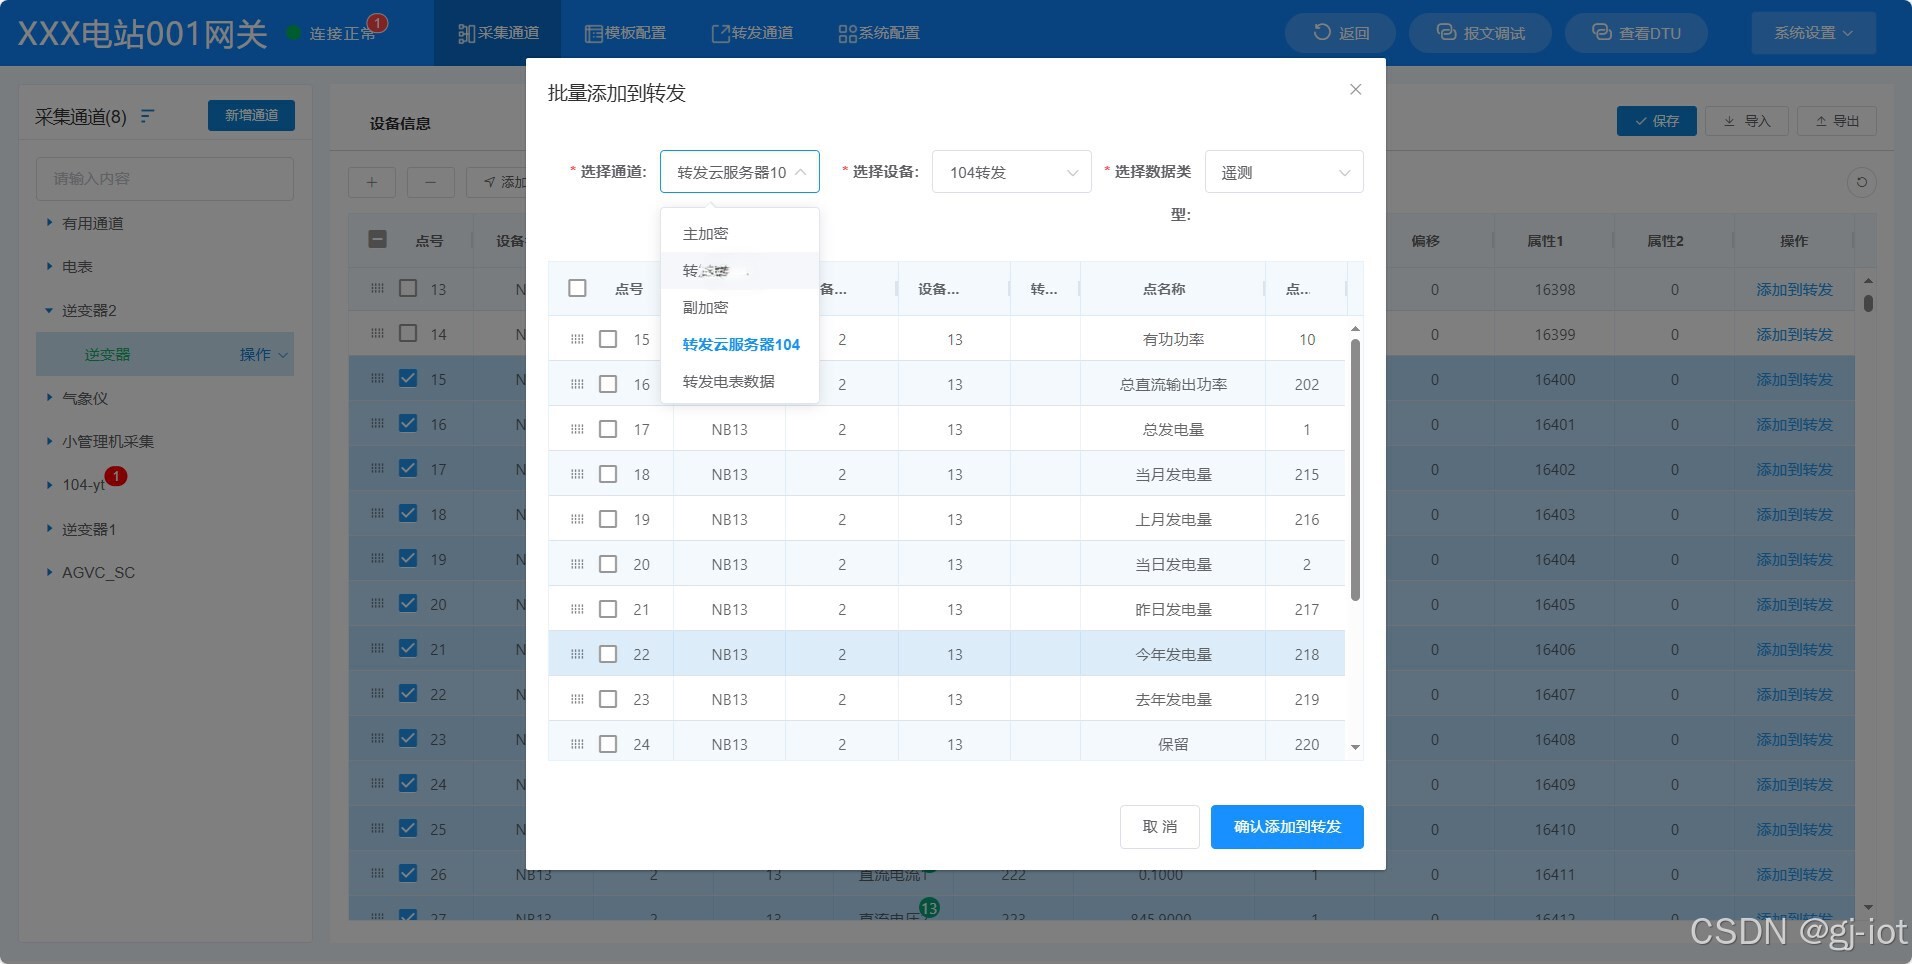 XXX电站001网关
连接正常
1
采集通道
模板配置
转发通道
系统配置
返回
报文调试
查看DTU
系统设置
采集通道(8)
新增通道
请输入内容
有用通道
电表
逆变器2
逆变器
操作
气象仪
小管理机采集
104-yt
1
逆变器1
AGVC_SC
设备信息
保存
导入
导出
添加
点号 设备
偏移 属性1 属性2 操作
13 N 0 16398 0 添加到转发
14 N 0 16399 0 添加到转发
15 N 0 16400 0 添加到转发
16 N 0 16401 0 添加到转发
17 N 0 16402 0 添加到转发
18 N 0 16403 0 添加到转发
19 N 0 16404 0 添加到转发
20 N 0 16405 0 添加到转发
21 N 0 16406 0 添加到转发
22 N 0 16407 0 添加到转发
23 N 0 16408 0 添加到转发
24 N 0 16409 0 添加到转发
25 N 0 16410 0 添加到转发
26 NB13 2 13 直流电流1 222 0.1000 1 0 16411 0 添加到转发
27 NB13 2 13 直流电压 13 223 845.9000 1 0 16412 0 添加到转发
批量添加到转发
* 选择通道: 转发云服务器10
* 选择设备: 104转发
* 选择数据类型: 遥测
主加密
转
副加密
转发云服务器104
转发电表数据
点号 备... 设备... 转... 点名称 点...
15 2 13 有功功率 10
16 2 13 总直流输出功率 202
17 NB13 2 13 总发电量 1
18 NB13 2 13 当月发电量 215
19 NB13 2 13 上月发电量 216
20 NB13 2 13 当日发电量 2
21 NB13 2 13 昨日发电量 217
22 NB13 2 13 今年发电量 218
23 NB13 2 13 去年发电量 219
24 NB13 2 13 保留 220
取 消
确认添加到转发
CSDN @gj-iot